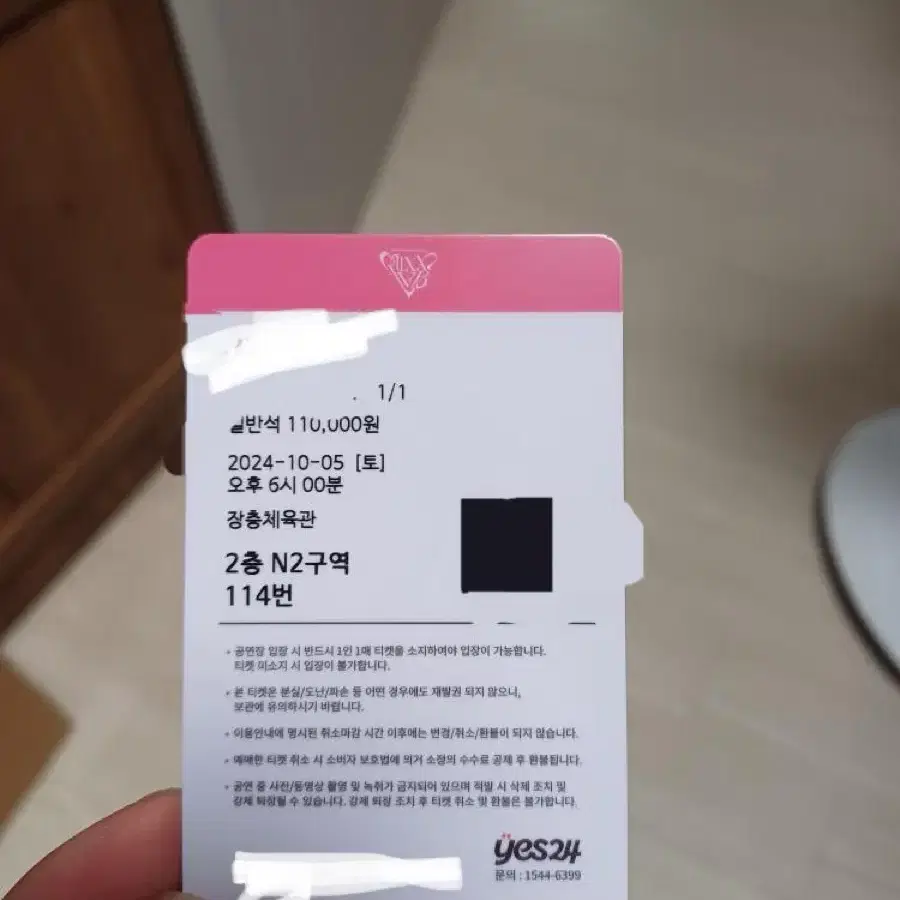 1/1
일반석 110,000원
2024-10-05 [토]
오후 6시 00분
장충체육관
2층 N2구역
114번
• 공연장 입장 시 반드시 1인 1매 티켓을 소지하여야 입장이 가능합니다.
티켓 미소지 시 입장이 불가합니다.
• 본 티켓은 분실/도난/파손 등 어떤 경우에도 재발권 되지 않으니,
보관에 유의하시기 바랍니다.
• 이용안내에 명시된 취소마감 시간 이후에는 변경/취소/환불이 되지 않습니다.
• 예매한 티켓 취소 시 소비자 보호법에 의거 소정의 수수료 공제 후 환불됩니다.
• 공연 중 사진/동영상 촬영 및 녹취가 금지되어 있으며 적발 시 삭제 조치 및
강제 퇴장될 수 있습니다. 강제 퇴장 조치 후 티켓 취소 및 환불은 불가합니다.
yes24
문의 : 1544-6399